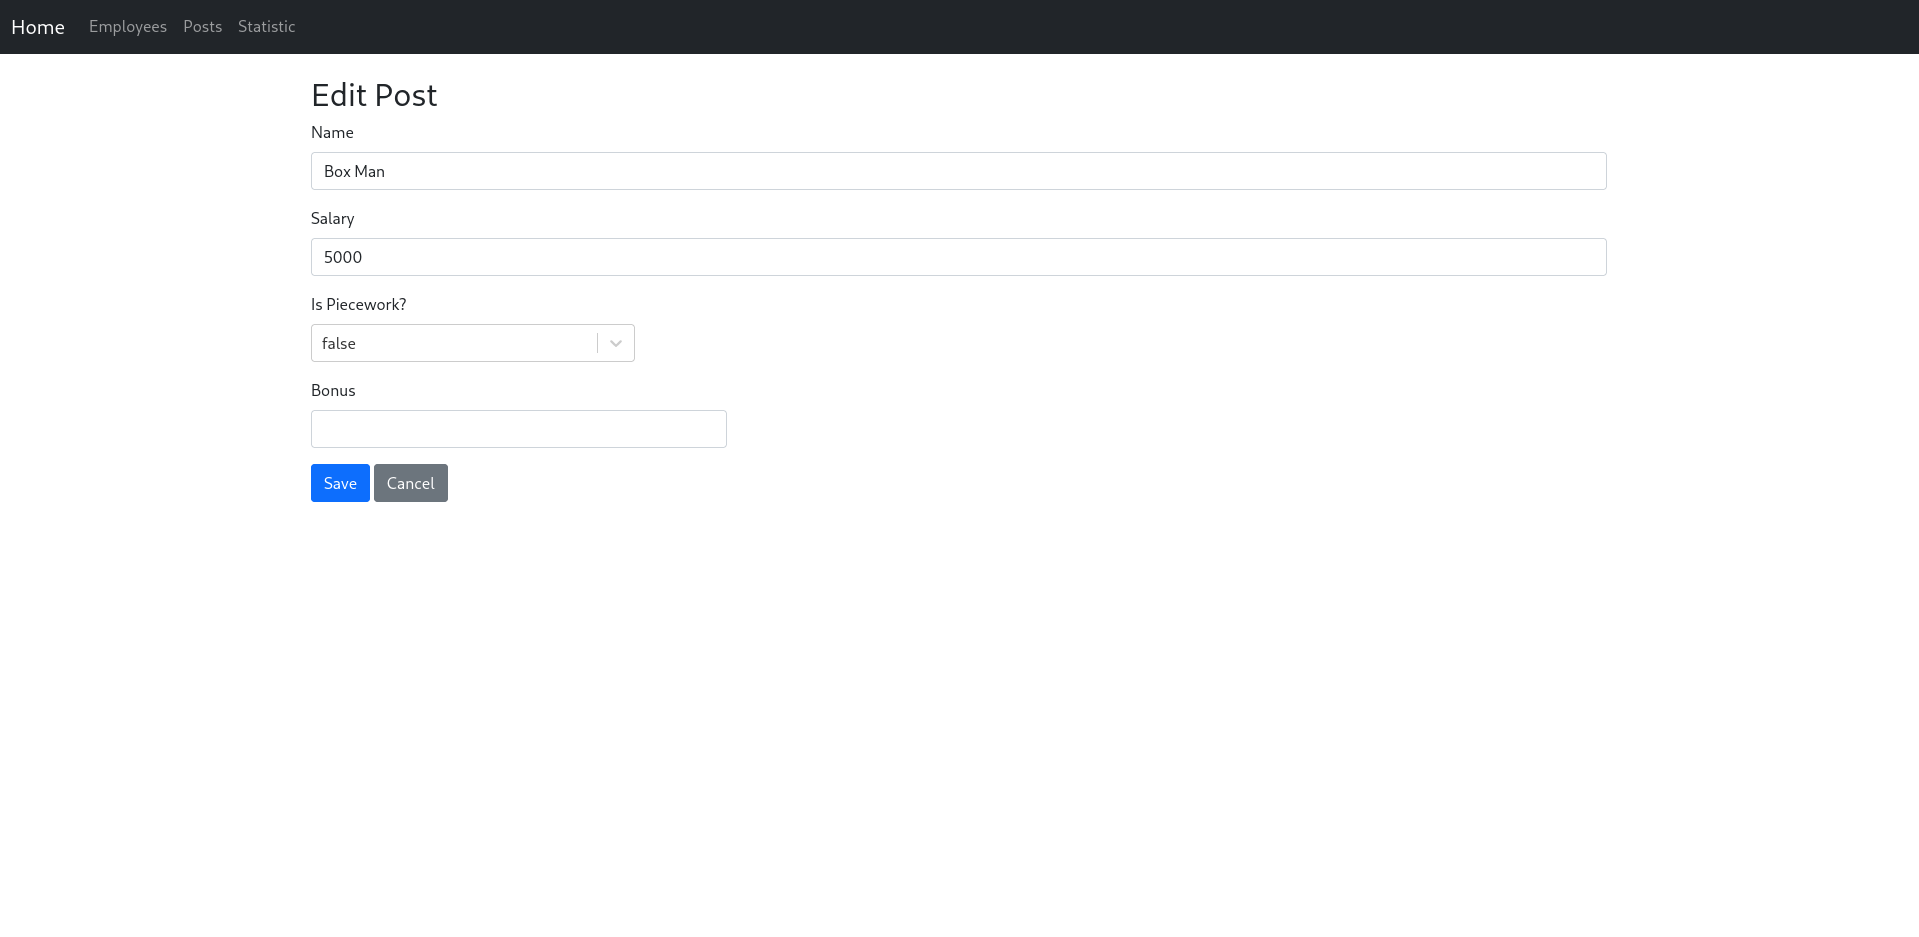 Home Employees Posts Statistic
Edit Post
Name
Box Man
Salary
5000
Is Piecework?
false
Bonus
Save Cancel